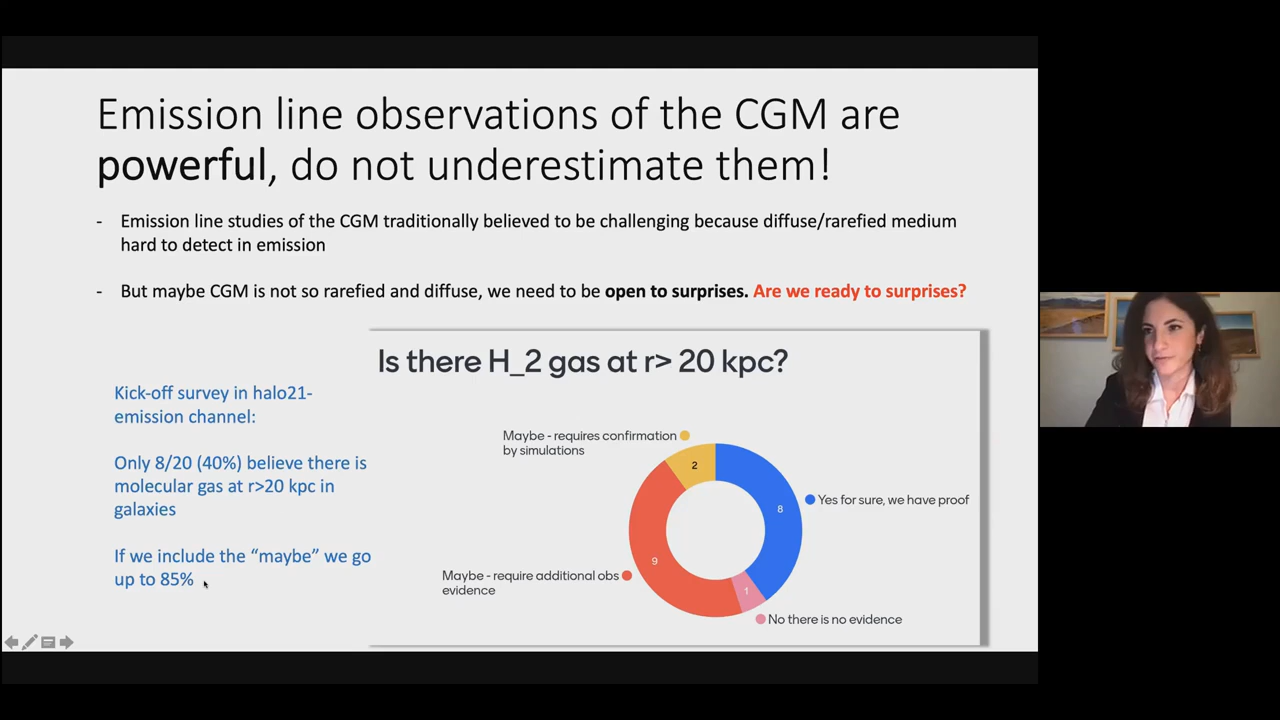 Emission line observations of the CGM are
powerful, do not underestimate them!
- Emission line studies of the CGM traditionally believed to be challenging because diffuse/rarefied medium
hard to detect in emission
- But maybe CGM is not so rarefied and diffuse, we need to be open to surprises. Are we ready to surprises?
Kick-off survey in halo21-
emission channel:
Only 8/20 (40%) believe there is
molecular gas at r>20 kpc in
galaxies
If we include the “maybe” we go
up to 85%
Is there H_2 gas at r> 20 kpc?
Maybe - requires confirmation
by simulations
2
8
Yes for sure, we have proof
9
Maybe - require additional obs
evidence
1
No there is no evidence